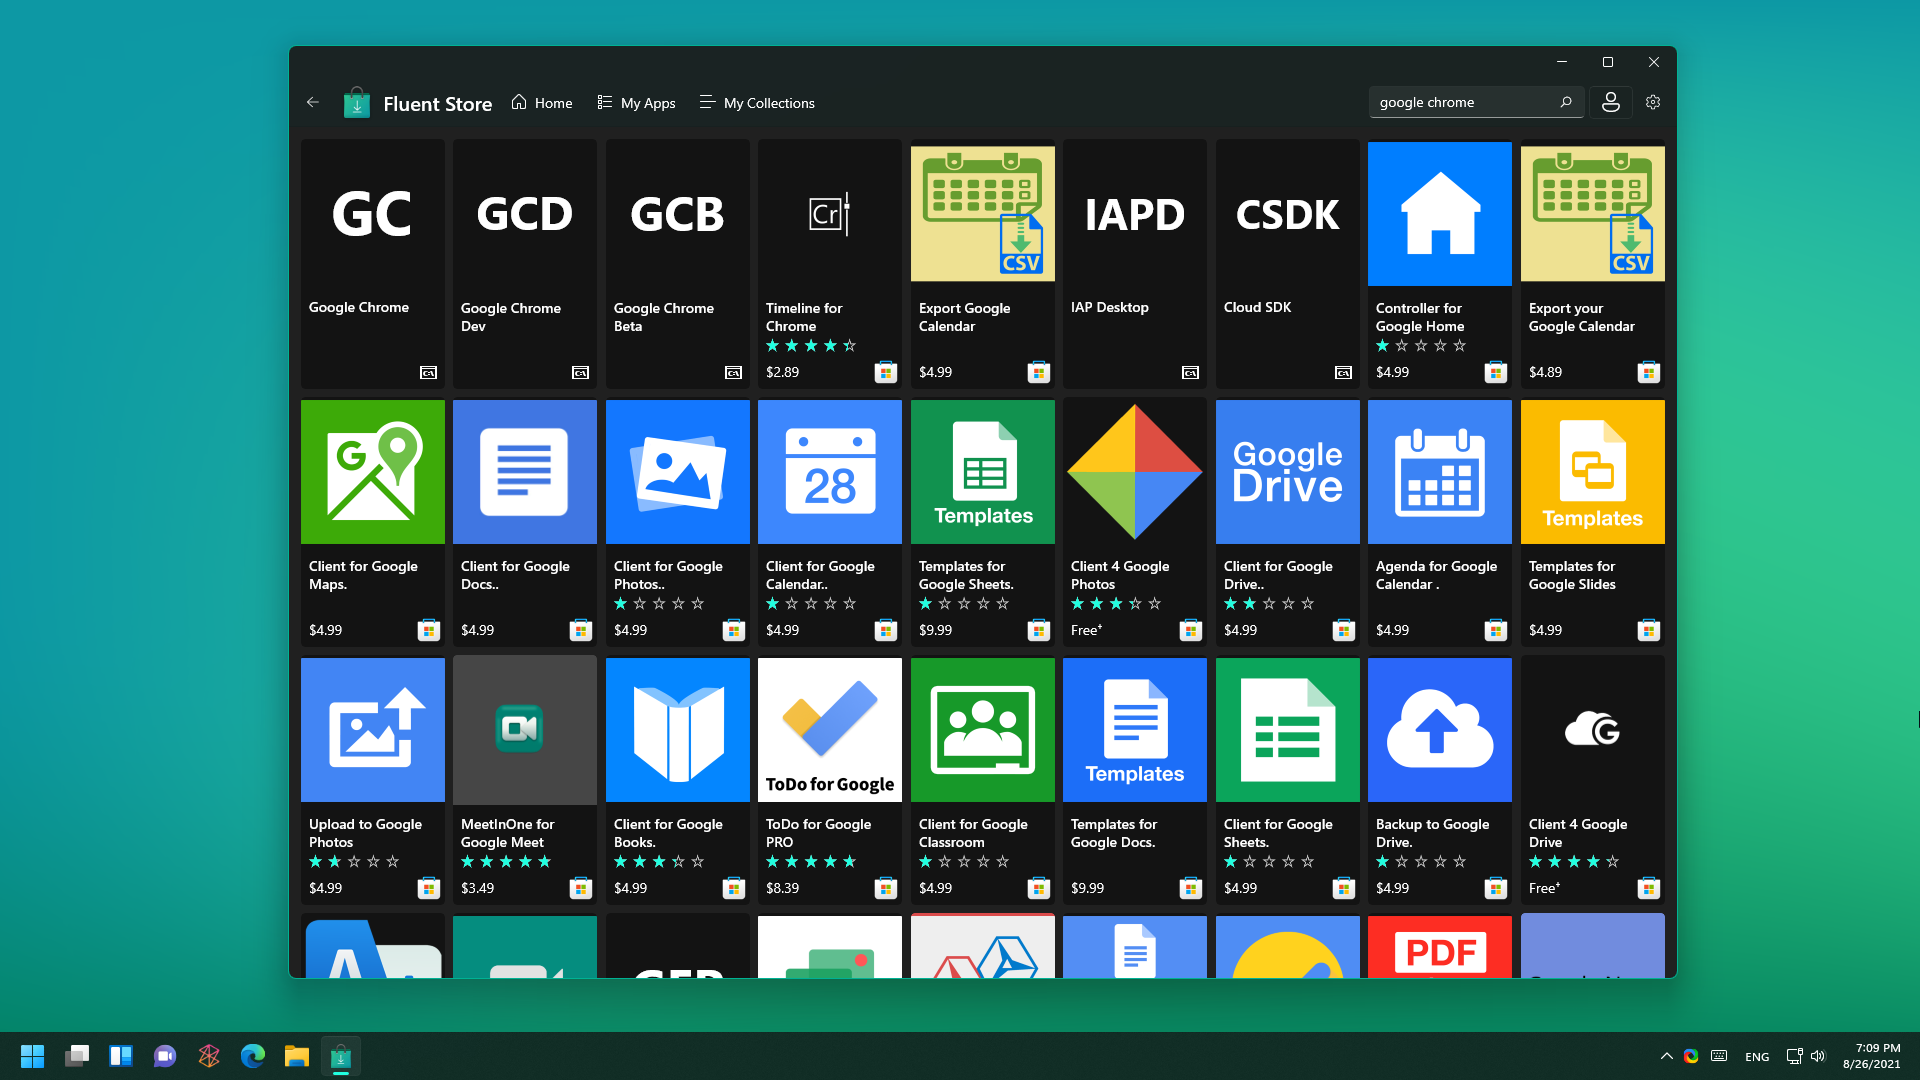 Fluent Store
Home
My Apps
My Collections
google chrome
GC
Google Chrome
GCD
Google Chrome
Dev
GCB
Google Chrome
Beta
Cr
Timeline for
Chrome
$2.89
CSV
Export Google
Calendar
$4.99
IAPD
IAP Desktop
CSDK
Cloud SDK
Controller for
Google Home
$4.99
CSV
Export your
Google Calendar
$4.89
G
Client for Google
Maps.
$4.99
Client for Google
Docs..
$4.99
Client for Google
Photos..
$4.99
28
Client for Google
Calendar..
$4.99
Templates
Templates for
Google Sheets.
$9.99
Client 4 Google
Photos
Free⁺
Google
Drive
Client for Google
Drive..
$4.99
Agenda for Google
Calendar .
$4.99
Templates
Templates for
Google Slides
$4.99
Upload to Google
Photos
$4.99
MeetInOne for
Google Meet
$3.49
Client for Google
Books.
$4.99
ToDo for Google
ToDo for Google
PRO
$8.39
Client for Google
Classroom
$4.99
Templates
Templates for
Google Docs.
$9.99
Client for Google
Sheets.
$4.99
Backup to Google
Drive.
$4.99
G
Client 4 Google
Drive
Free⁺
PDF
ENG
7:09 PM
8/26/2021